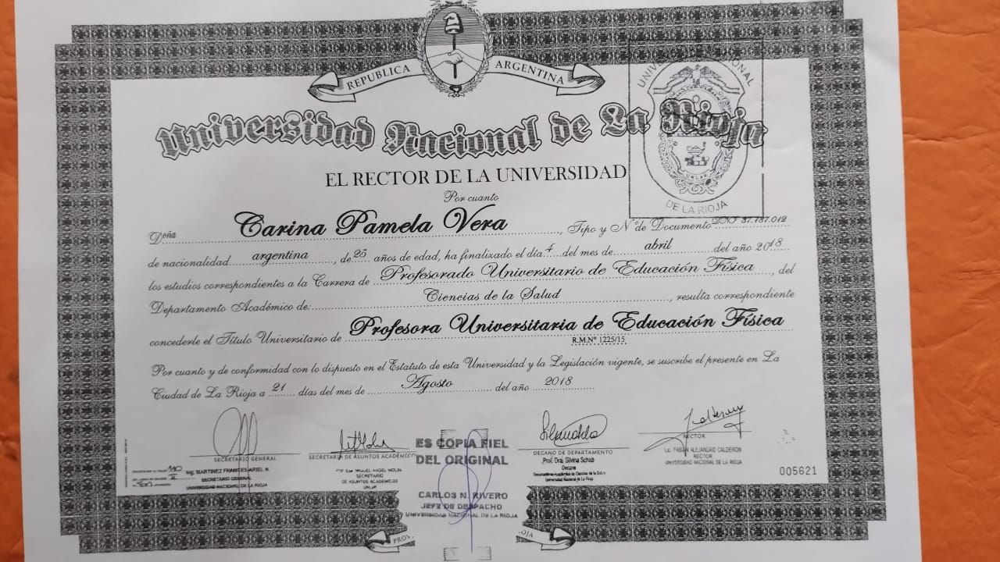 REPUBLICA ARGENTINA
Universidad Nacional de La Rioja
UNIVERSIDAD NACIONAL DE LA RIOJA
EL RECTOR DE LA UNIVERSIDAD
Por cuanto
Doña Carina Pamela Vera, Tipo y Nº de Documento DNI 37.187.012
de nacionalidad argentina, de 25 años de edad, ha finalizado el día 4 del mes de abril del año 2018
los estudios correspondientes a la Carrera de Profesorado Universitario de Educación Física, del
Departamento Académico de: Ciencias de la Salud, resulta correspondiente
concederle el Título Universitario de Profesora Universitaria de Educación Física
R.M.Nº 1225/15
Por cuanto y de conformidad con lo dispuesto en el Estatuto de esta Universidad y la Legislación vigente, se suscribe el presente en La
Ciudad de La Rioja a 21 días del mes de Agosto del año 2018
SECRETARIO GENERAL
Ing. MARTINEZ FRANCES ARIEL R.
SECRETARIO GENERAL
UNIVERSIDAD NACIONAL DE LA RIOJA
SECRETARIA DE ASUNTOS ACADÉMICOS
MIGUEL ANGEL MOLIN
SECRETARIO
DE ASUNTOS ACADÉMICOS
UNLAR
ES COPIA FIEL
DEL ORIGINAL
CARLOS N. RIVERO
JEFE DE DESPACHO
UNIVERSIDAD NACIONAL DE LA RIOJA
DECANO DE DEPARTAMENTO
Prof. Dra. Silvina Schab
Decana
Departamento Académico de Ciencias de la Salud
Universidad Nacional de La Rioja
RECTOR
Lic. FABIAN ALEJANDRO CALDERON
RECTOR
UNIVERSIDAD NACIONAL DE LA RIOJA
005621